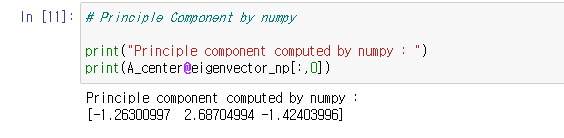 In [11]: # Principle Component by numpy
print("Principle component computed by numpy : ")
print(A_center@eigenvector_np[:,0])
Principle component computed by numpy :
[-1.26300997  2.68704994 -1.42403996]